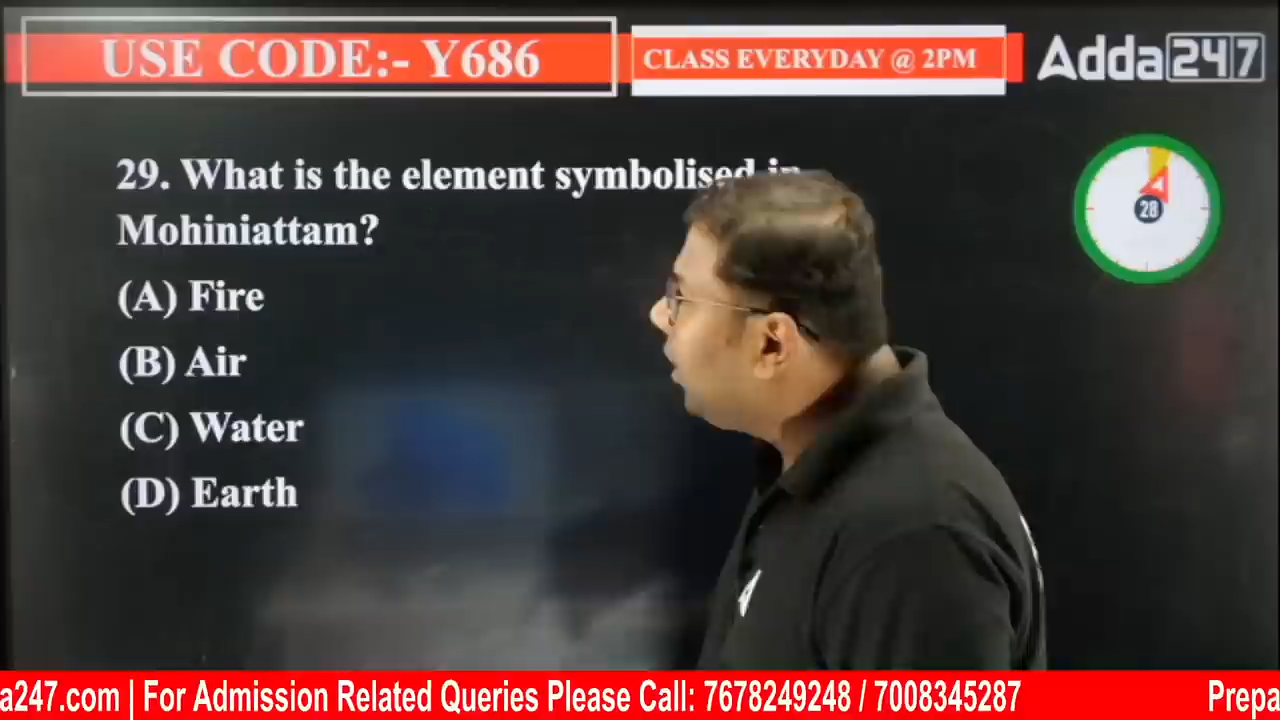 USE CODE:- Y686
CLASS EVERYDAY @ 2PM
Adda247
29. What is the element symbolised in
Mohiniattam?
(A) Fire
(B) Air
(C) Water
(D) Earth
28
a247.com | For Admission Related Queries Please Call: 7678249248 / 7008345287
Prepa